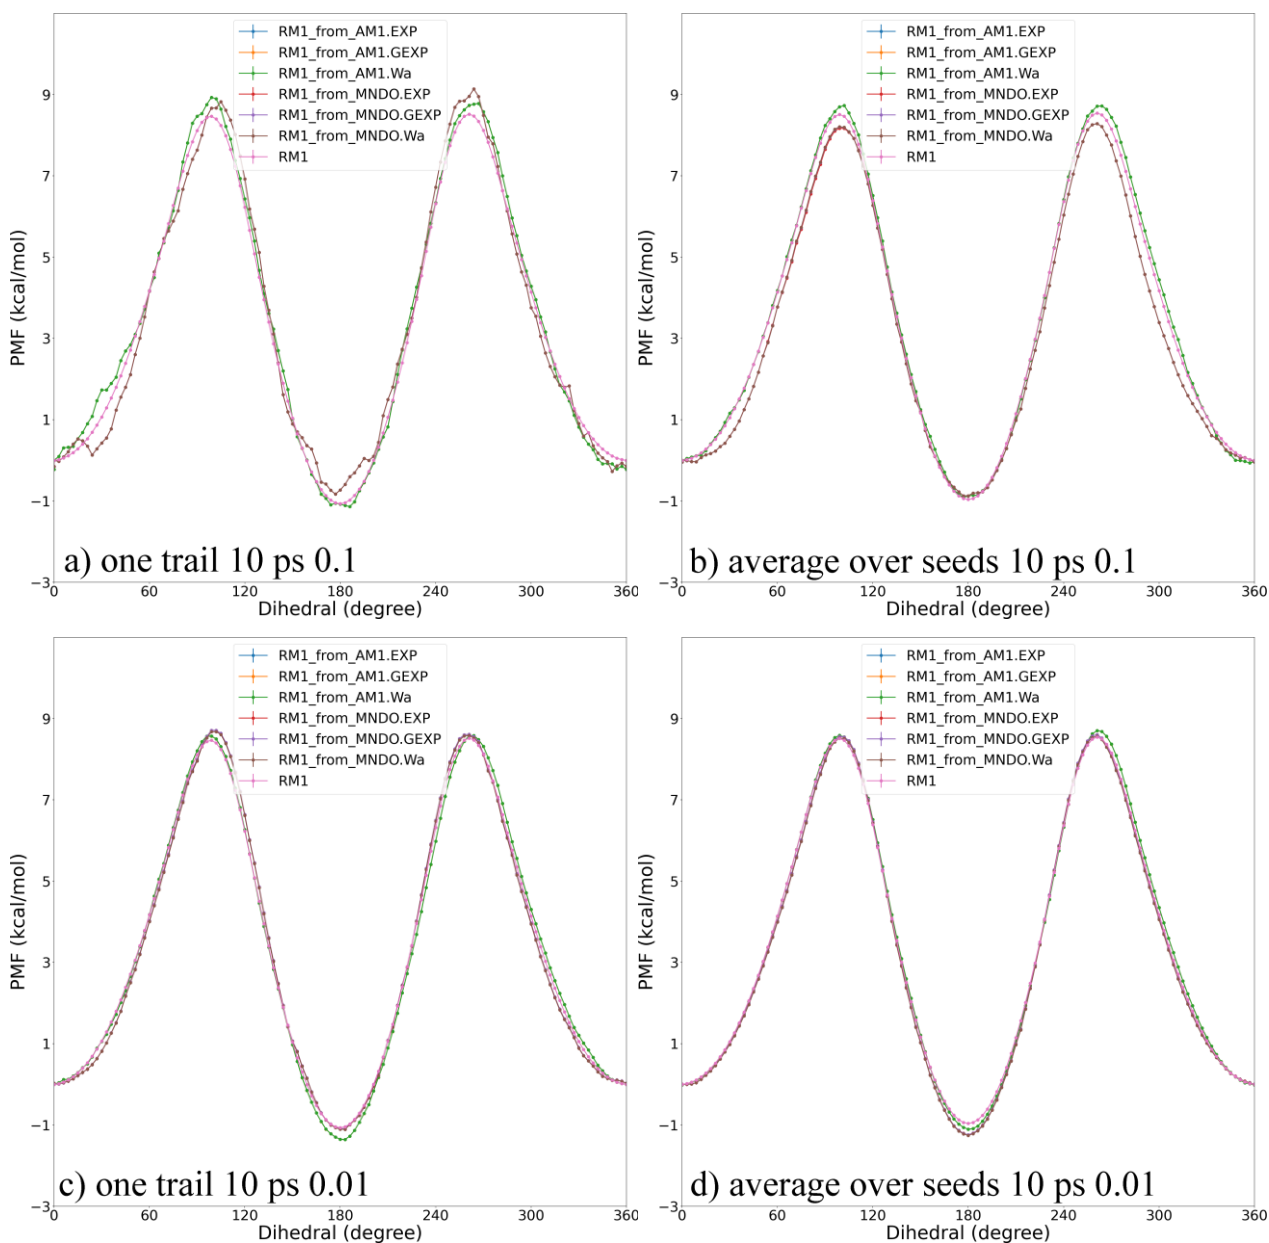 RM1_from_AM1.EXP
RM1_from_AM1.GEXP
RM1_from_AM1.Wa
RM1_from_MNDO.EXP
RM1_from_MNDO.GEXP
RM1_from_MNDO.Wa
RM1
9
7
5
3
1
−1
−3
PMF (kcal/mol)
a) one trail 10 ps 0.1
0 60 120 180 240 300 360
Dihedral (degree)
RM1_from_AM1.EXP
RM1_from_AM1.GEXP
RM1_from_AM1.Wa
RM1_from_MNDO.EXP
RM1_from_MNDO.GEXP
RM1_from_MNDO.Wa
RM1
9
7
5
3
1
−1
−3
PMF (kcal/mol)
b) average over seeds 10 ps 0.1
0 60 120 180 240 300 360
Dihedral (degree)
RM1_from_AM1.EXP
RM1_from_AM1.GEXP
RM1_from_AM1.Wa
RM1_from_MNDO.EXP
RM1_from_MNDO.GEXP
RM1_from_MNDO.Wa
RM1
9
7
5
3
1
−1
−3
PMF (kcal/mol)
c) one trail 10 ps 0.01
0 60 120 180 240 300 360
Dihedral (degree)
RM1_from_AM1.EXP
RM1_from_AM1.GEXP
RM1_from_AM1.Wa
RM1_from_MNDO.EXP
RM1_from_MNDO.GEXP
RM1_from_MNDO.Wa
RM1
9
7
5
3
1
−1
−3
PMF (kcal/mol)
d) average over seeds 10 ps 0.01
0 60 120 180 240 300 360
Dihedral (degree)